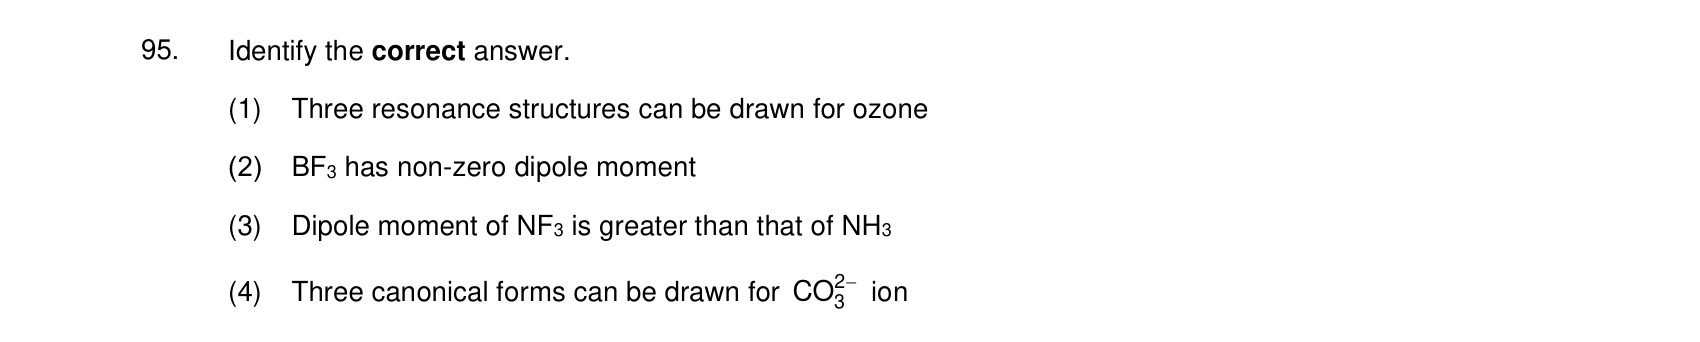 95. Identify the correct answer.
(1) Three resonance structures can be drawn for ozone
(2) BF₃ has non-zero dipole moment
(3) Dipole moment of NF₃ is greater than that of NH₃
(4) Three canonical forms can be drawn for CO₃²⁻ ion